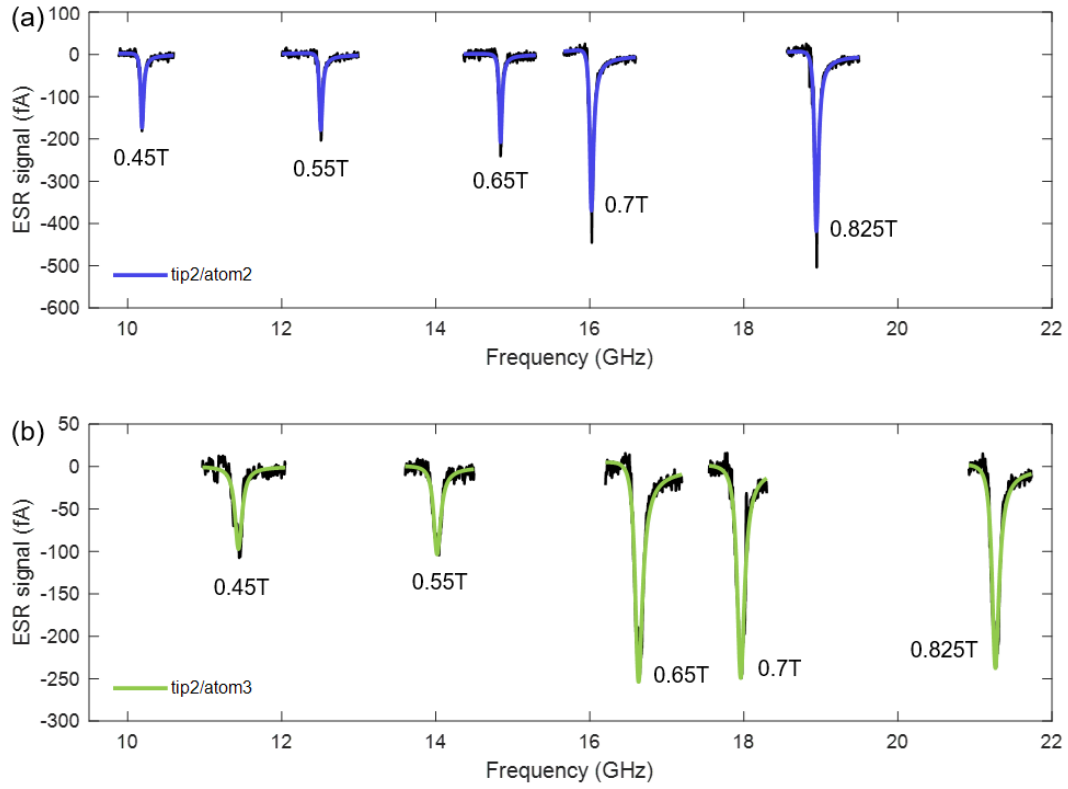 (a)
100
0
-100
-200
-300
-400
-500
-600
ESR signal (fA)
0.45T
0.55T
0.65T
0.7T
0.825T
tip2/atom2
10 12 14 16 18 20 22
Frequency (GHz)
(b)
50
0
-50
-100
-150
-200
-250
-300
ESR signal (fA)
0.45T
0.55T
0.65T
0.7T
0.825T
tip2/atom3
10 12 14 16 18 20 22
Frequency (GHz)